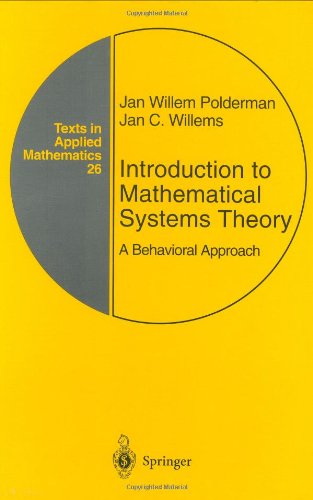 Jan Willem Polderman
Jan C. Willems
Texts in
Applied
Mathematics
26
Introduction to
Mathematical
Systems Theory
A Behavioral Approach
Springer